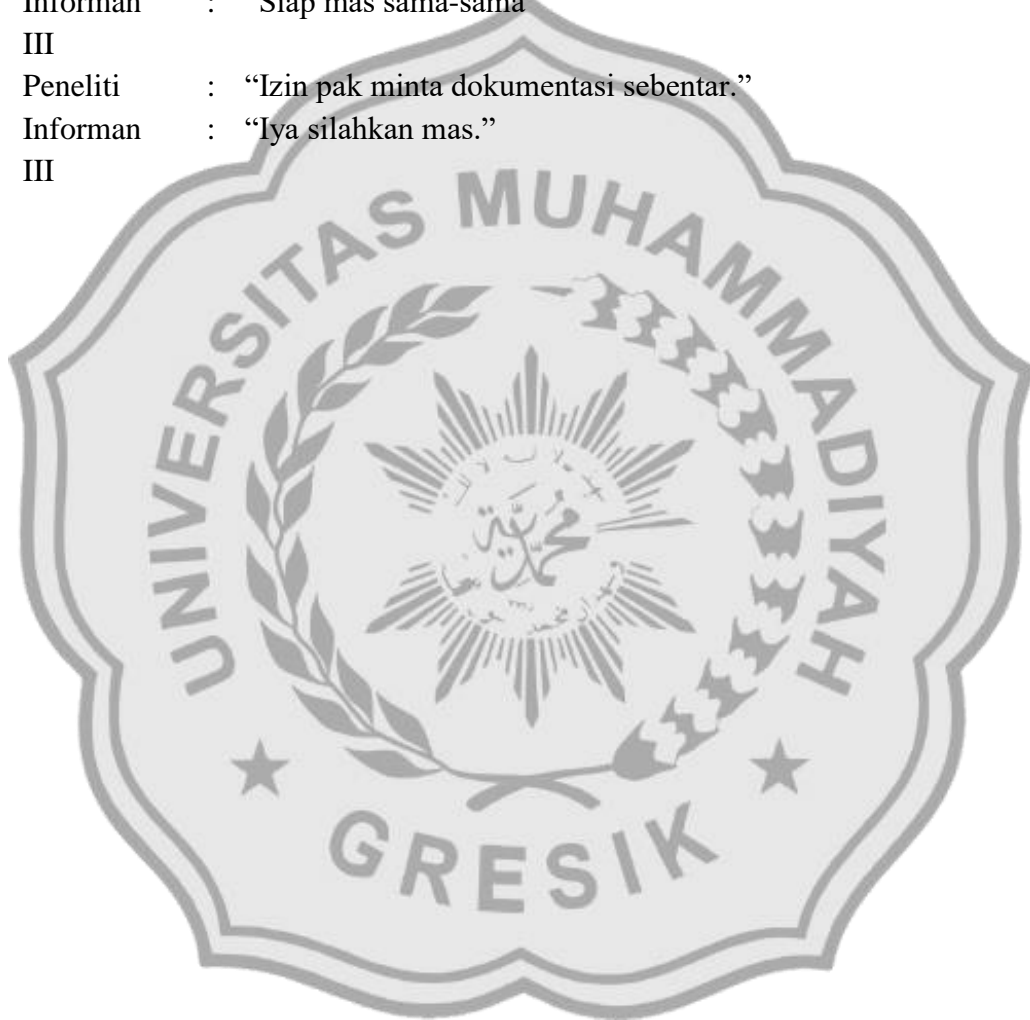 Informan : “Siap mas sama-sama”
III
Peneliti : “Izin pak minta dokumentasi sebentar.”
Informan : “Iya silahkan mas.”
III
UNIVERSITAS MUHAMMADIYAH
محمدية
GRESIK